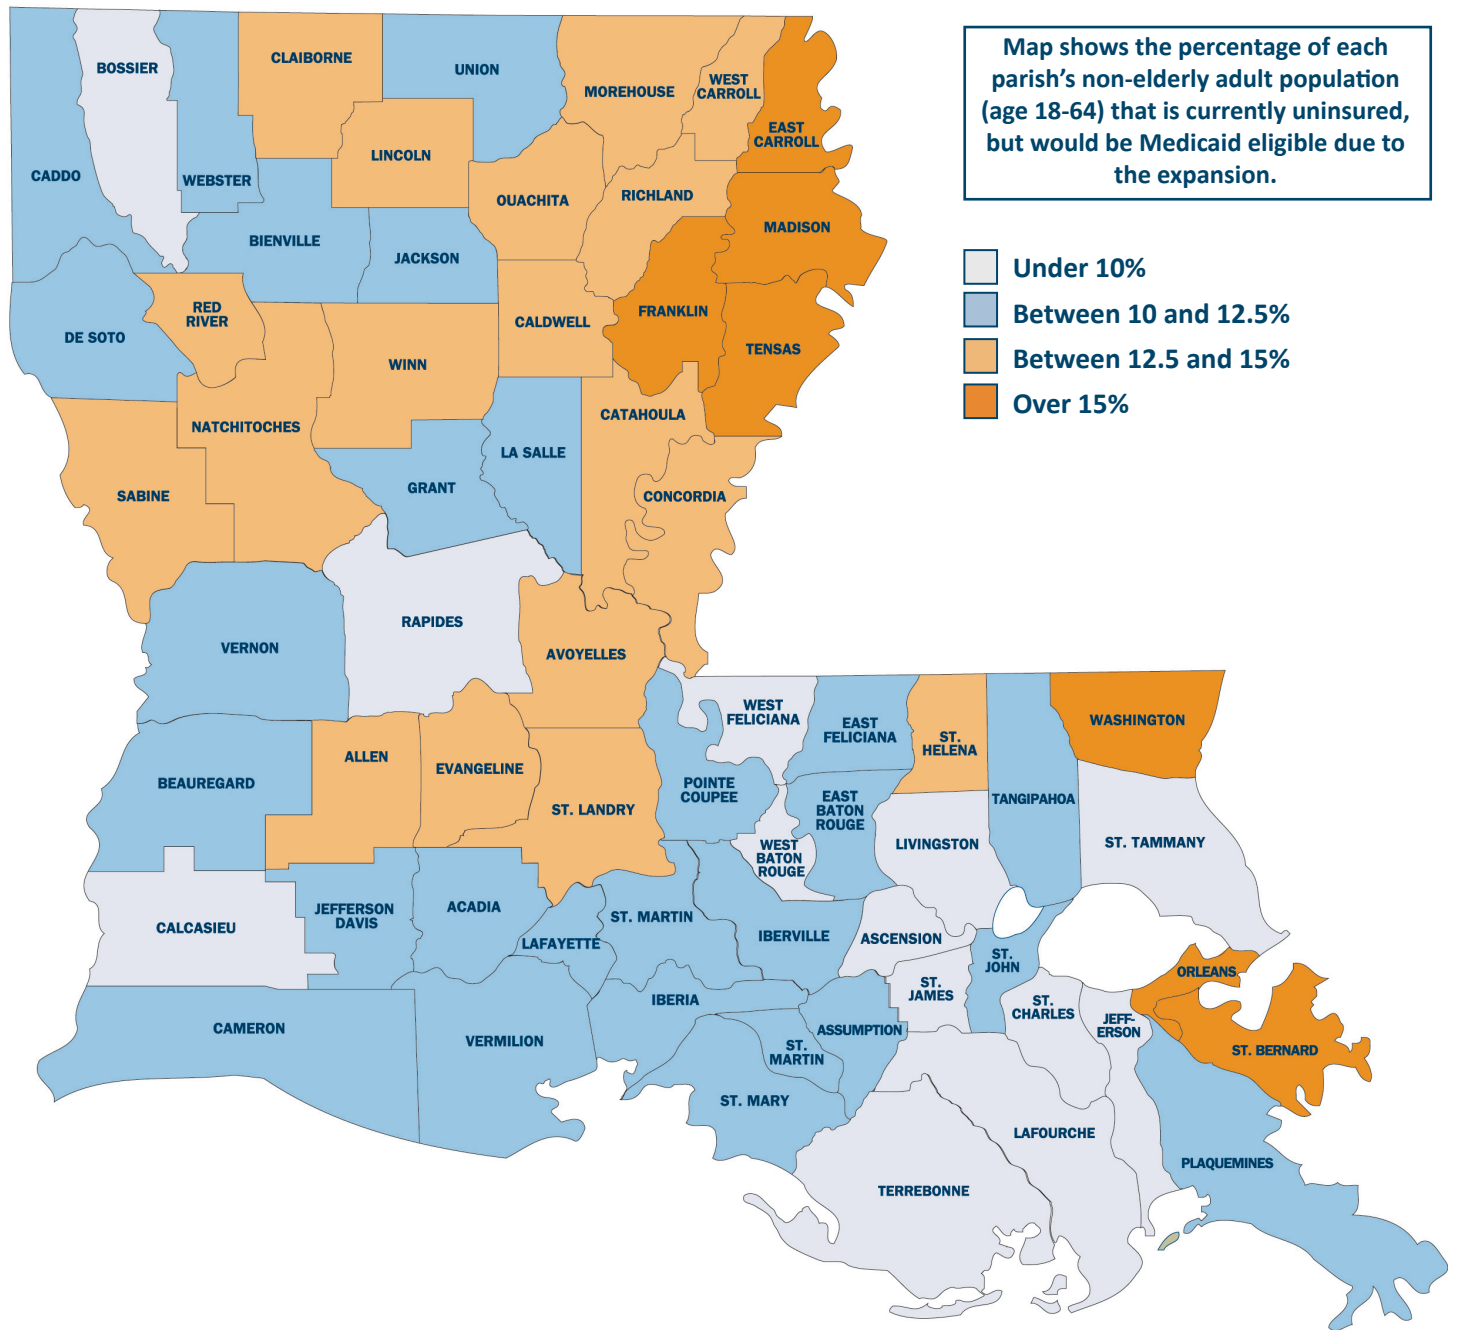 Map shows the percentage of each
parish's non-elderly adult population
(age 18-64) that is currently uninsured,
but would be Medicaid eligible due to
the expansion.
Under 10%
Between 10 and 12.5%
Between 12.5 and 15%
Over 15%
CADDO
BOSSIER
WEBSTER
CLAIBORNE
UNION
LINCOLN
MOREHOUSE
WEST
CARROLL
EAST
CARROLL
OUACHITA
RICHLAND
MADISON
BIENVILLE
JACKSON
DE SOTO
RED
RIVER
WINN
CALDWELL
FRANKLIN
TENSAS
NATCHITOCHES
CATAHOULA
LA SALLE
SABINE
GRANT
CONCORDIA
VERNON
RAPIDES
AVOYELLES
BEAUREGARD
ALLEN
EVANGELINE
ST. LANDRY
POINTE
COUPEE
WEST
FELICIANA
EAST
FELICIANA
ST.
HELENA
TANGIPAHOA
WASHINGTON
EAST
BATON
ROUGE
WEST
BATON
ROUGE
LIVINGSTON
ST. TAMMANY
CALCASIEU
JEFFERSON
DAVIS
ACADIA
LAFAYETTE
ST. MARTIN
IBERVILLE
ASCENSION
ST.
JOHN
ST.
JAMES
ST.
CHARLES
JEFF-
ERSON
ORLEANS
ST. BERNARD
CAMERON
VERMILION
IBERIA
ST.
MARTIN
ASSUMPTION
ST. MARY
TERREBONNE
LAFOURCHE
PLAQUEMINES